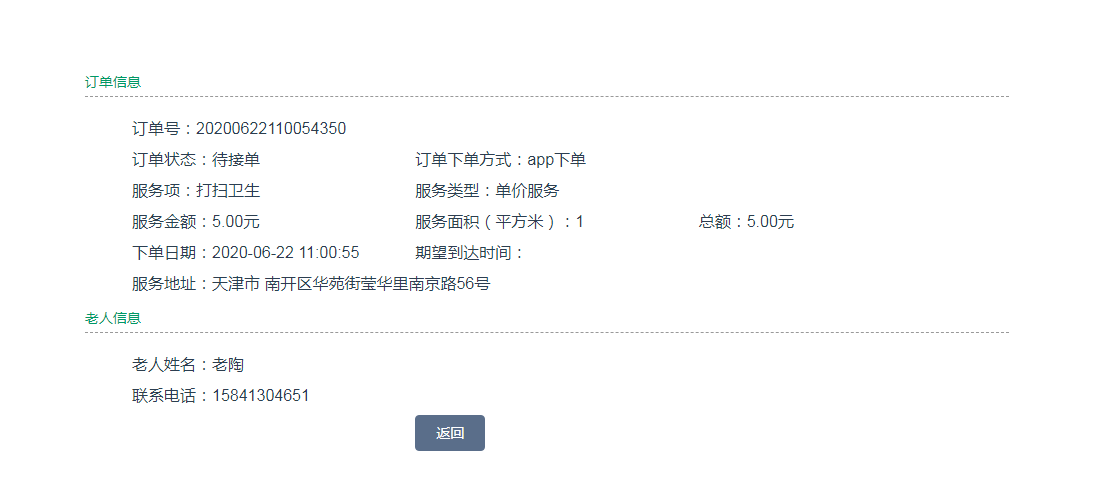 订单信息
订单号：20200622110054350
订单状态：待接单 订单下单方式：app下单
服务项：打扫卫生 服务类型：单价服务
服务金额：5.00元 服务面积（平方米）：1 总额：5.00元
下单日期：2020-06-22 11:00:55 期望到达时间：
服务地址：天津市 南开区华苑街莹华里南京路56号
老人信息
老人姓名：老陶
联系电话：15841304651
返回